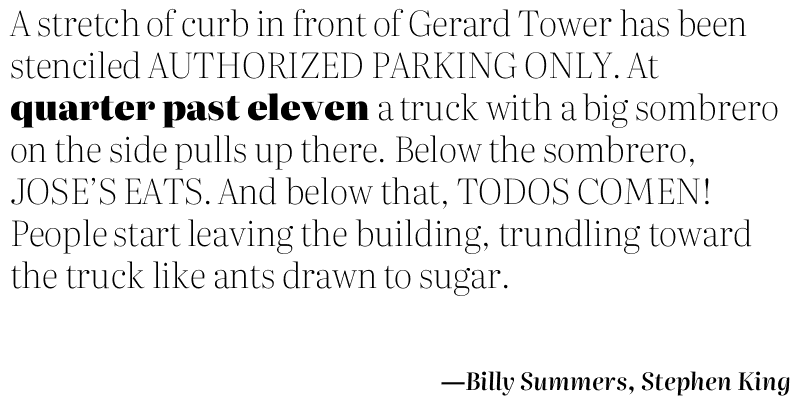 A stretch of curb in front of Gerard Tower has been
stenciled AUTHORIZED PARKING ONLY. At
quarter past eleven a truck with a big sombrero
on the side pulls up there. Below the sombrero,
JOSE’S EATS. And below that, TODOS COMEN!
People start leaving the building, trundling toward
the truck like ants drawn to sugar.
—Billy Summers, Stephen King